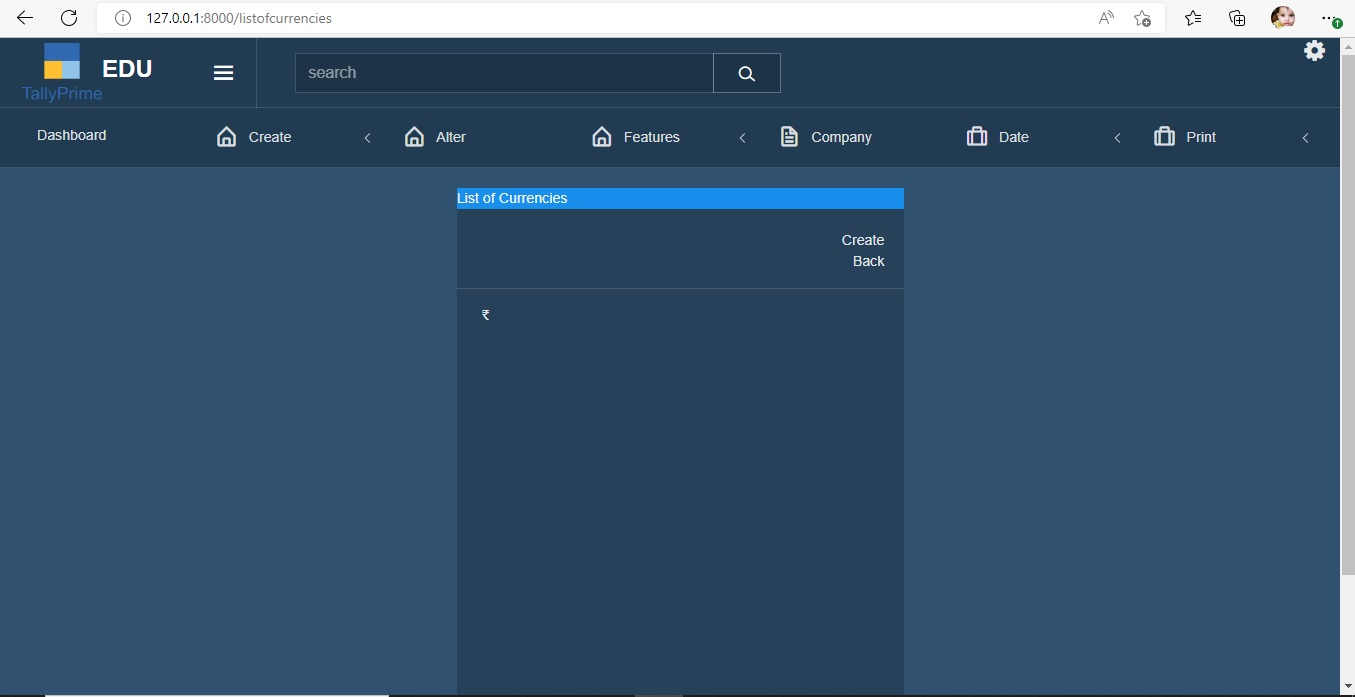 127.0.0.1:8000/listofcurrencies
EDU
TallyPrime
search
Dashboard
Create
Alter
Features
Company
Date
Print
List of Currencies
Create
Back
₹